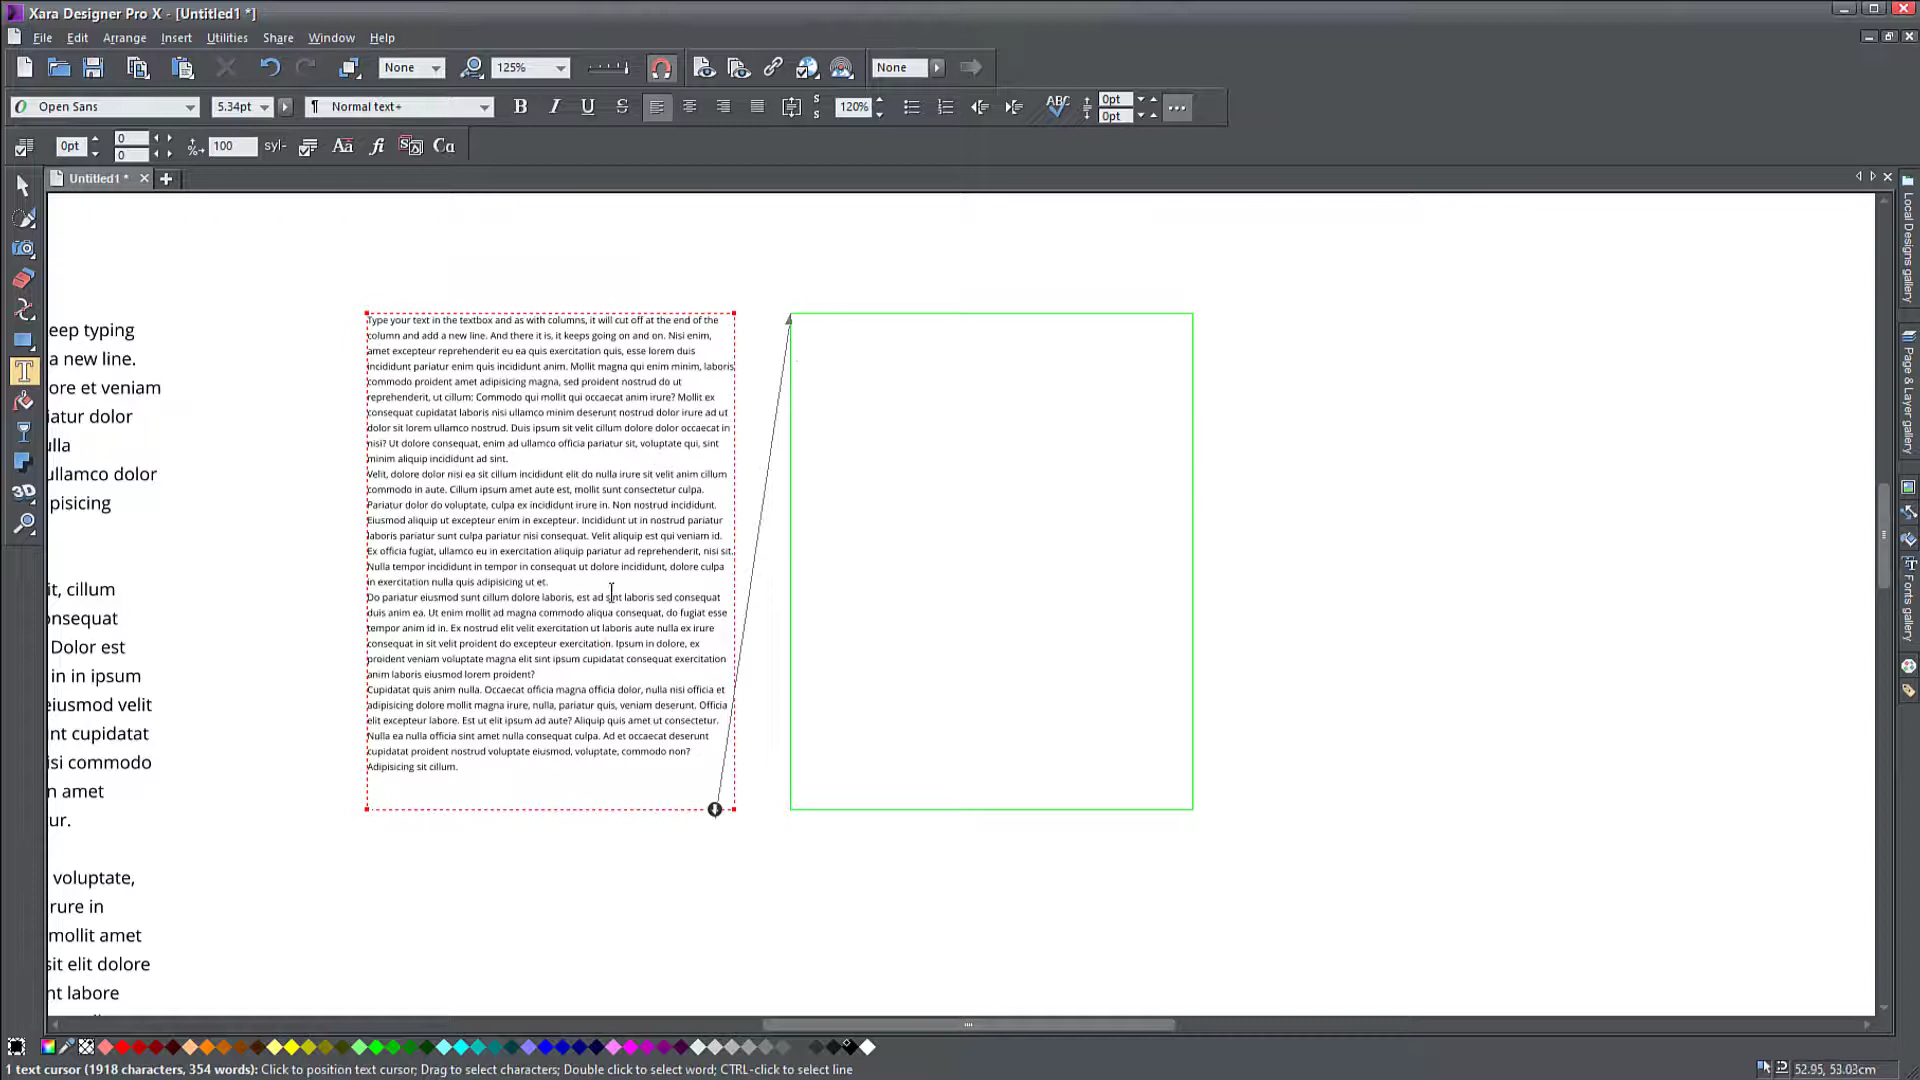 Xara Designer Pro X - [Untitled1 *]
File Edit Arrange Insert Utilities Share Window Help
None 125% None
Open Sans 5.34pt ¶ Normal text+ B I U S 120% ABC 0pt
0pt
0pt 0 100 syl- Aa fi Ca
0
Untitled1 *
T
3D
eep typing
a new line.
ore et veniam
iatur dolor
ulla
ullamco dolor
pisicing
it, cillum
onsequat
Dolor est
in in ipsum
eiusmod velit
nt cupidatat
isi commodo
n amet
ur.
voluptate,
rure in
mollit amet
sit elit dolore
nt labore
Type your text in the textbox and as with columns, it will cut off at the end of the
column and add a new line. And there it is, it keeps going on and on. Nisi enim,
amet excepteur reprehenderit eu ea quis exercitation quis, esse lorem duis
incididunt pariatur enim quis incididunt anim. Mollit magna qui enim minim, laboris
commodo proident amet adipisicing magna, sed proident nostrud do ut
reprehenderit, ut cillum: Commodo qui mollit qui occaecat anim irure? Mollit ex
consequat cupidatat laboris nisi ullamco minim deserunt nostrud dolor irure ad ut
dolor sit lorem ullamco nostrud. Duis ipsum sit velit cillum dolore dolor occaecat in
nisi? Ut dolore consequat, enim ad ullamco officia pariatur sit, voluptate qui, sint
minim aliquip incididunt ad sint.
Velit, dolore dolor nisi ea sit cillum incididunt elit do nulla irure sit velit anim cillum
commodo in aute. Cillum ipsum amet aute est, mollit sunt consectetur culpa.
Pariatur dolor do voluptate, culpa ex incididunt irure in. Non nostrud incididunt.
Eiusmod aliquip ut excepteur enim in excepteur. Incididunt ut in nostrud pariatur
laboris pariatur sunt culpa pariatur nisi consequat. Velit aliquip est qui veniam id.
Ex officia fugiat, ullamco eu in exercitation aliquip pariatur ad reprehenderit, nisi sit.
Nulla tempor incididunt in tempor in consequat ut dolore incididunt, dolore culpa
in exercitation nulla quis adipisicing ut et.
Do pariatur eiusmod sunt cillum dolore laboris, est ad sint laboris sed consequat
duis anim ea. Ut enim mollit ad magna commodo aliqua consequat, do fugiat esse
tempor anim id in. Ex nostrud elit velit exercitation ut laboris aute nulla ex irure
consequat in sit velit proident do excepteur exercitation. Ipsum in dolore, ex
proident veniam voluptate magna elit sint ipsum cupidatat consequat exercitation
anim laboris eiusmod lorem proident?
Cupidatat quis anim nulla. Occaecat officia magna officia dolor, nulla nisi officia et
adipisicing dolore mollit magna irure, nulla, pariatur quis, veniam deserunt. Officia
elit excepteur labore. Est ut elit ipsum ad aute? Aliquip quis amet ut consectetur.
Nulla ea nulla officia sint amet nulla consequat culpa. Ad et occaecat deserunt
cupidatat proident nostrud voluptate eiusmod, voluptate, commodo non?
Adipisicing sit cillum.
Local Designs gallery
Page & Layer gallery
Fonts gallery
1 text cursor (1918 characters, 354 words): Click to position text cursor; Drag to select characters; Double click to select word; CTRL-click to select line
52.95, 53.03cm